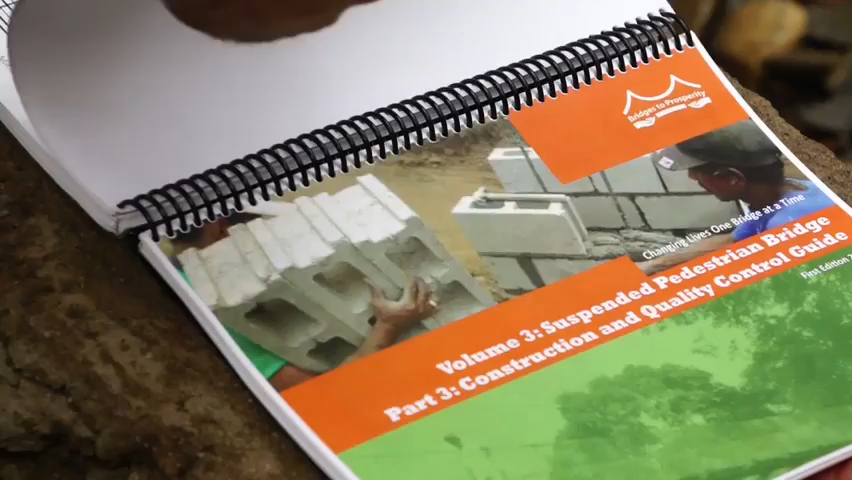 Bridges to Prosperity
Changing Lives One Bridge at a Time
Volume 3: Suspended Pedestrian Bridge
Part 3: Construction and Quality Control Guide
First Edition